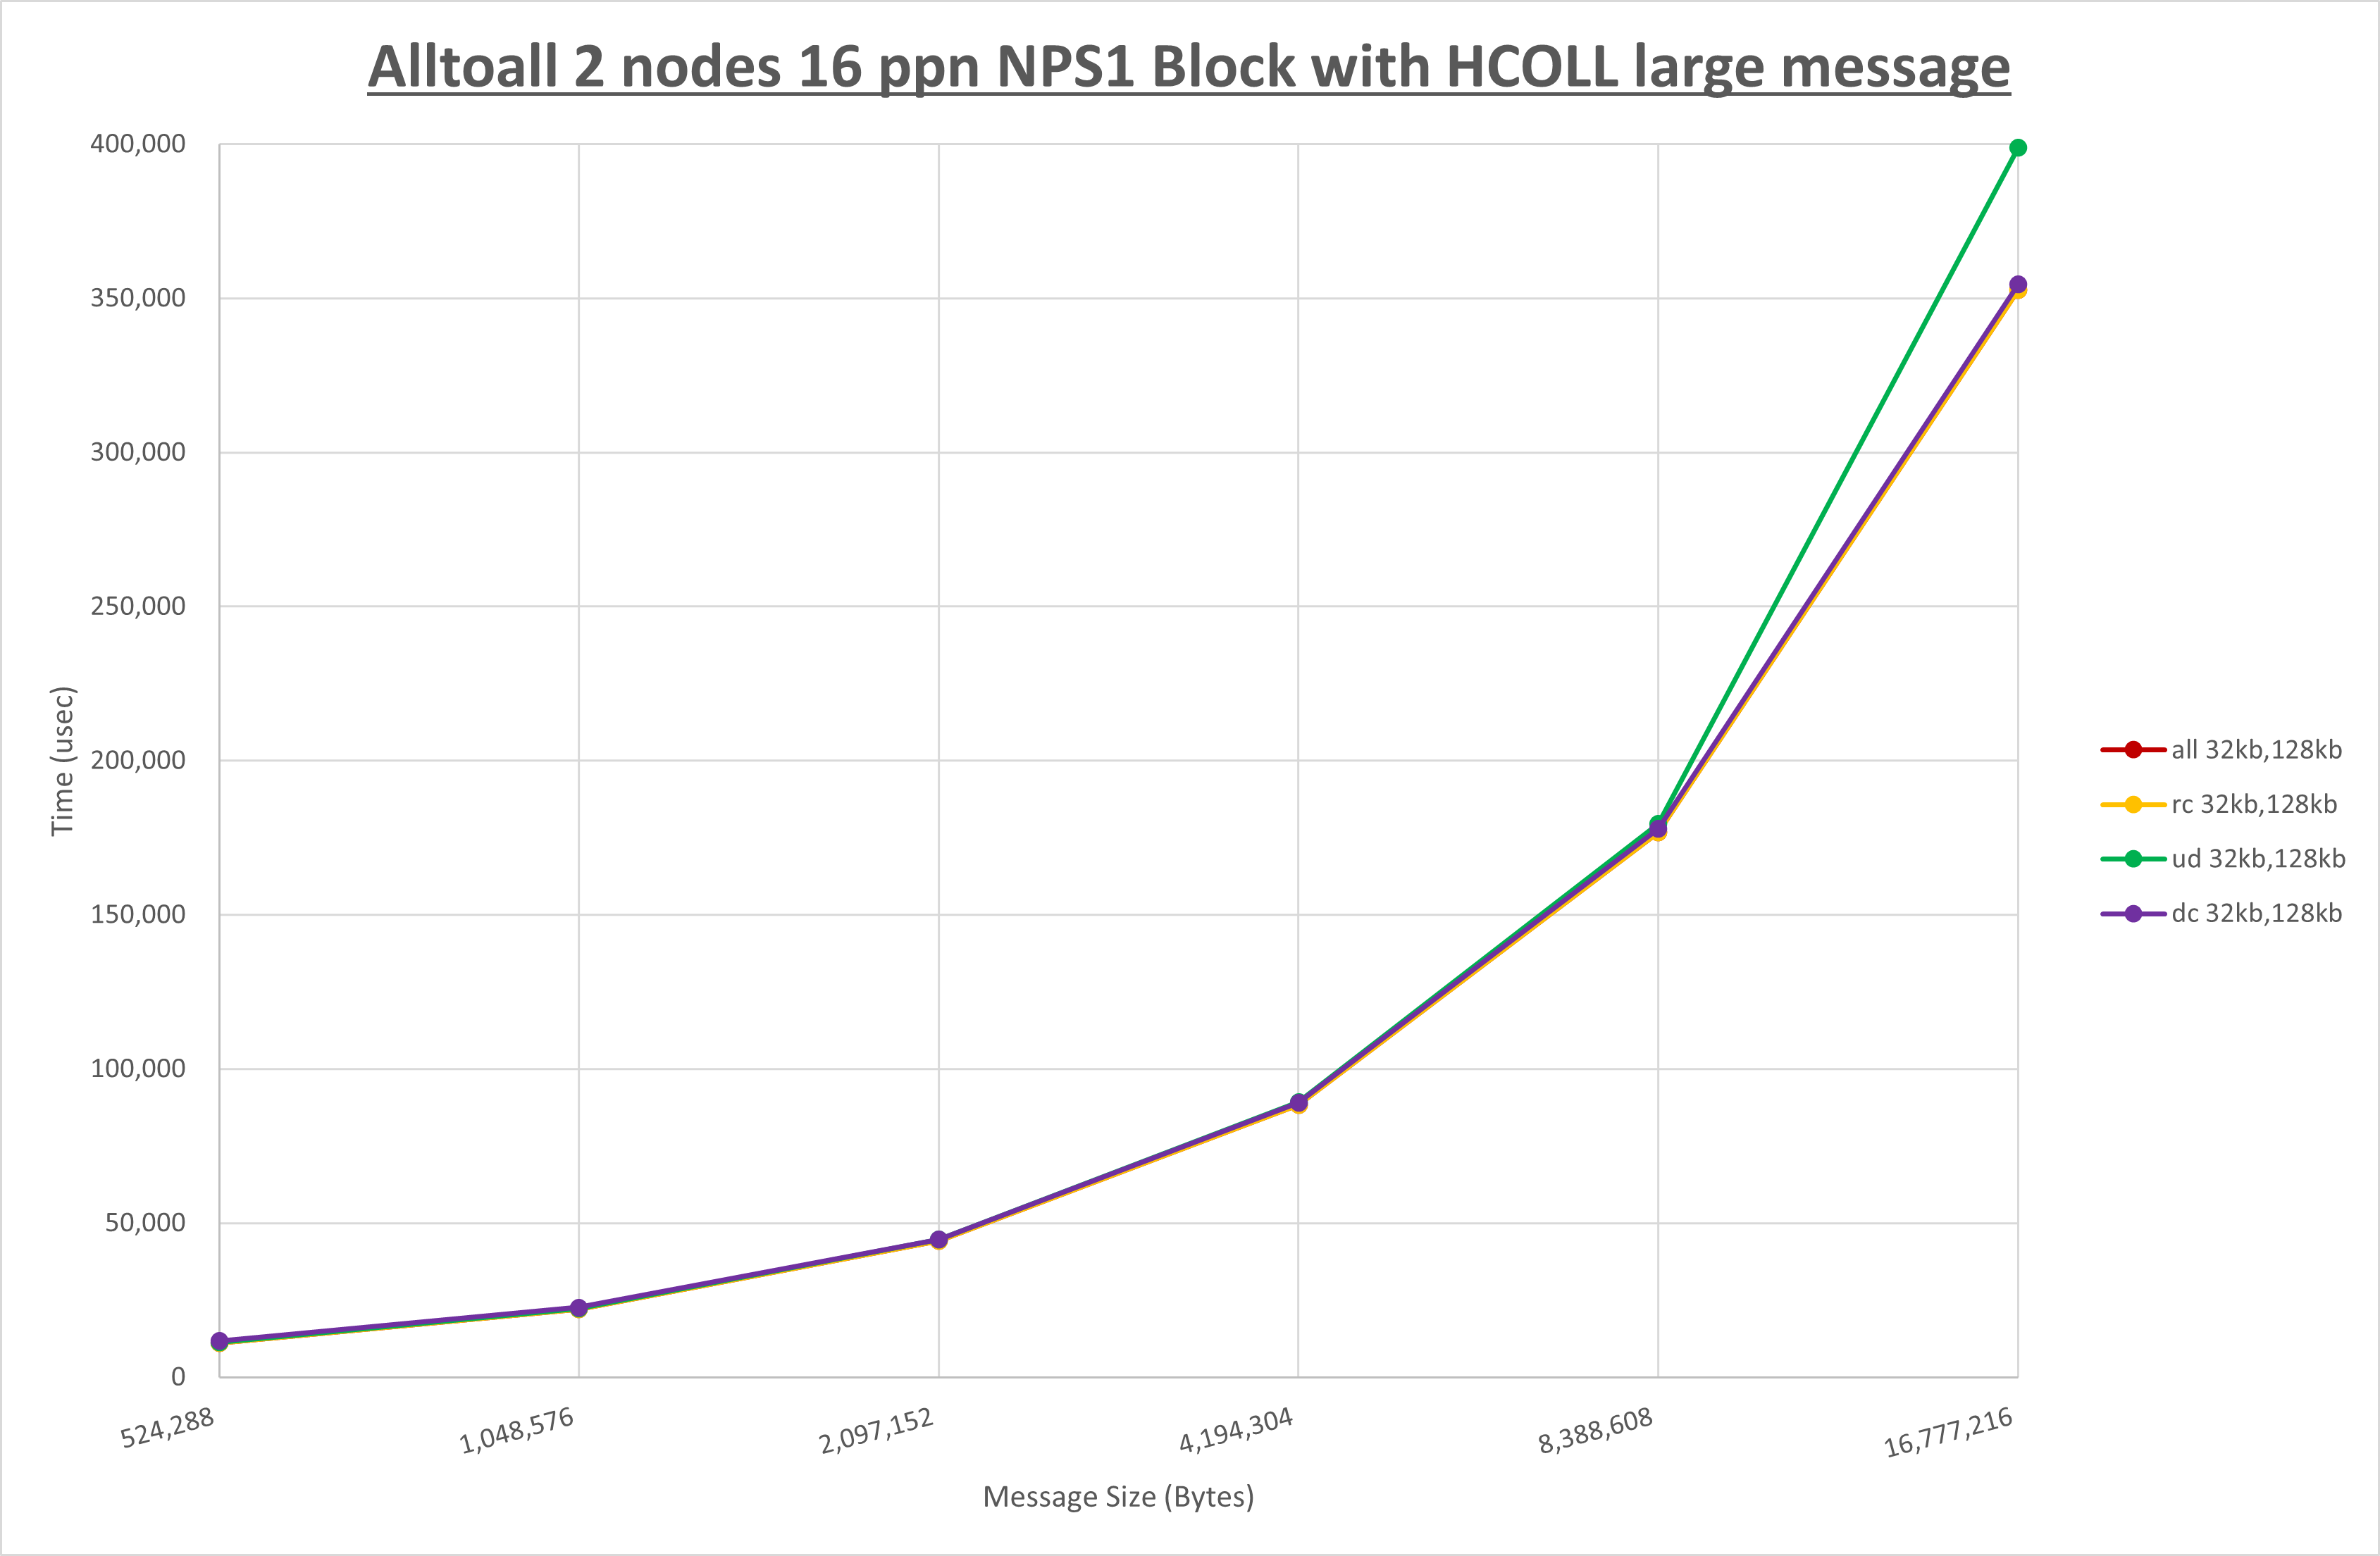 Alltoall 2 nodes 16 ppn NPS1 Block with HCOLL large message
400,000
350,000
300,000
250,000
200,000
150,000
100,000
50,000
0
Time (usec)
524,288
1,048,576
2,097,152
4,194,304
8,388,608
16,777,216
Message Size (Bytes)
all 32kb,128kb
rc 32kb,128kb
ud 32kb,128kb
dc 32kb,128kb